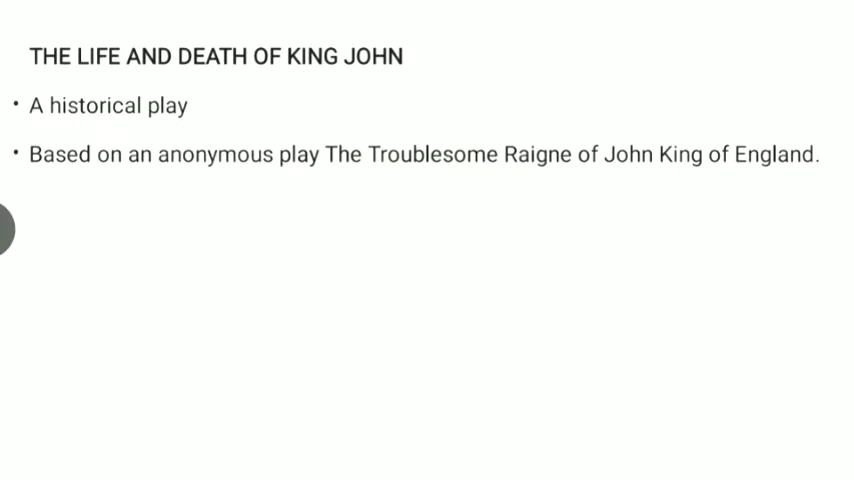 THE LIFE AND DEATH OF KING JOHN
• A historical play
• Based on an anonymous play The Troublesome Raigne of John King of England.